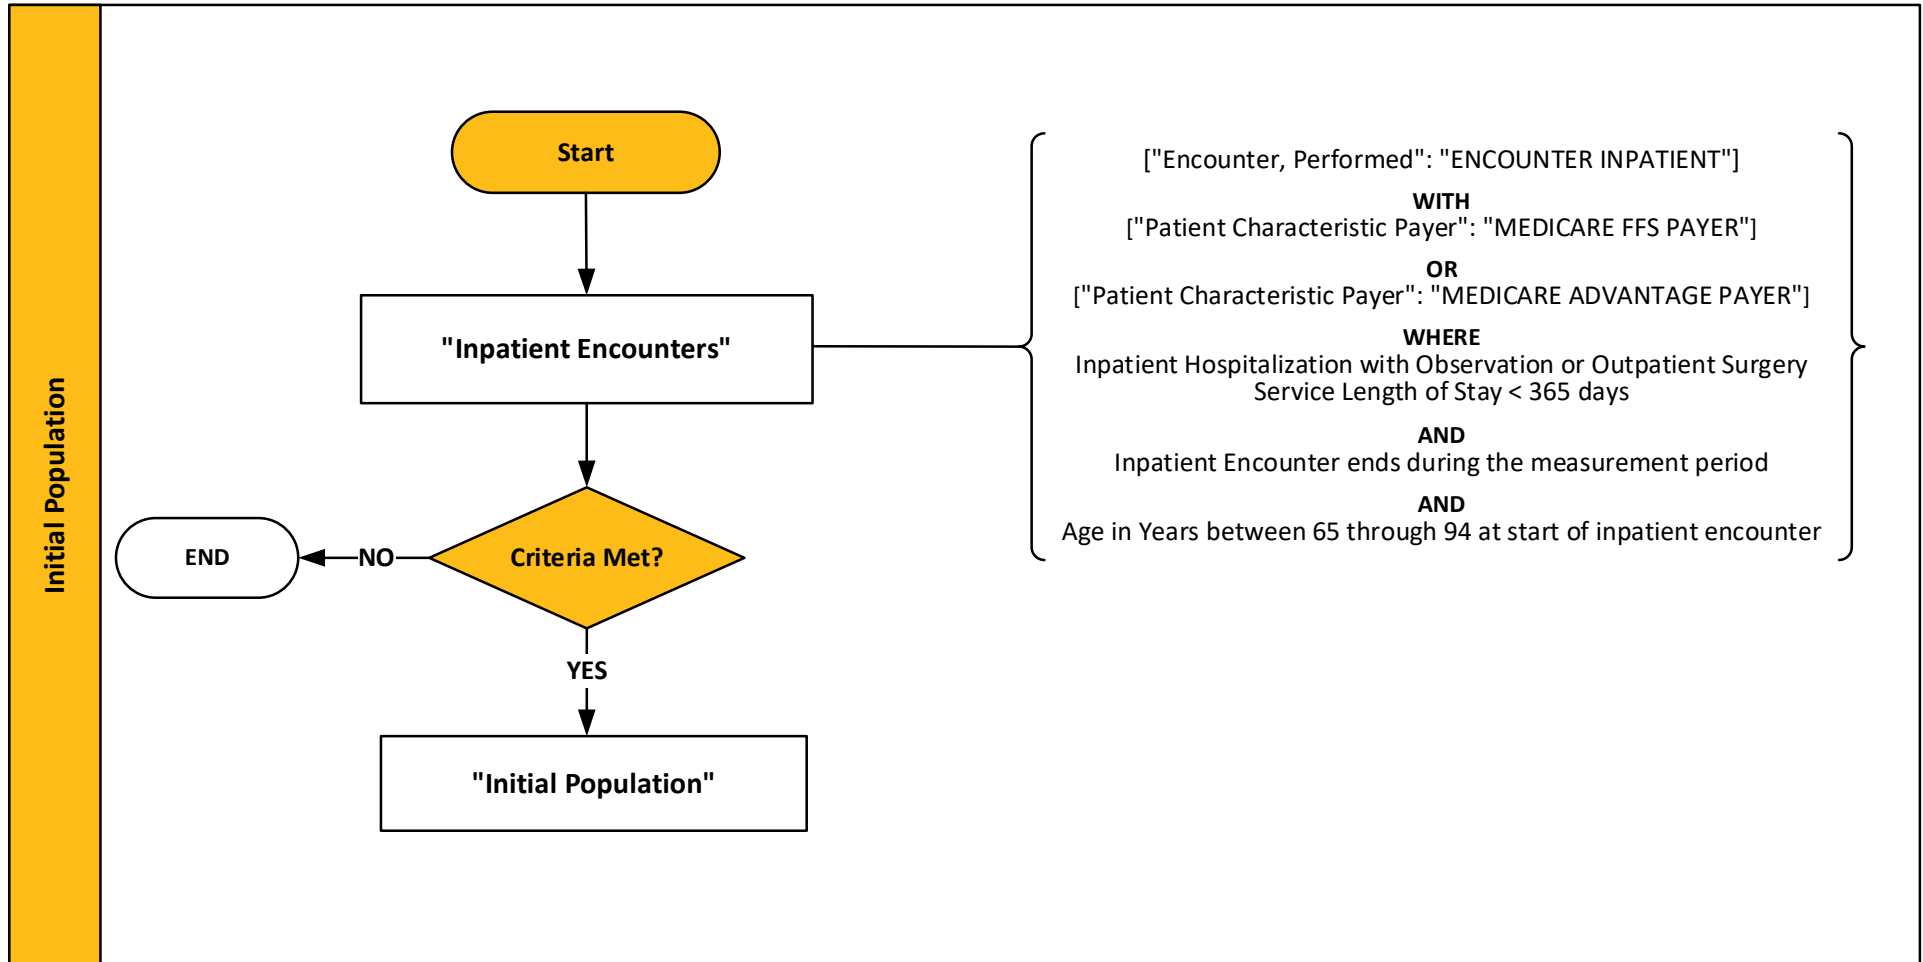 Initial Population
Start
"Inpatient Encounters"
["Encounter, Performed": "ENCOUNTER INPATIENT"]
WITH
["Patient Characteristic Payer": "MEDICARE FFS PAYER"]
OR
["Patient Characteristic Payer": "MEDICARE ADVANTAGE PAYER"]
WHERE
Inpatient Hospitalization with Observation or Outpatient Surgery
Service Length of Stay < 365 days
AND
Inpatient Encounter ends during the measurement period
AND
Age in Years between 65 through 94 at start of inpatient encounter
Criteria Met?
NO
END
YES
"Initial Population"